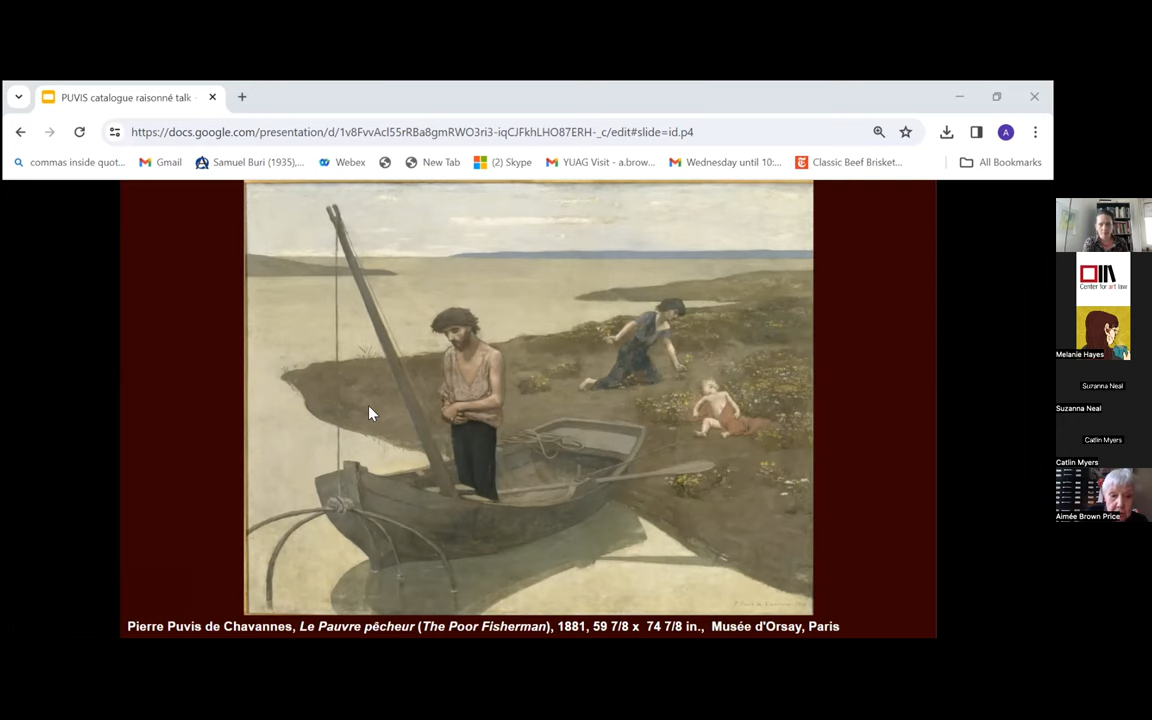 PUVIS catalogue raisonné talk
https://docs.google.com/presentation/d/1v8FvvAcl55rRBa8gmRWO3ri3-iqCJFkhLHO87ERH-_c/edit#slide=id.p4
A
commas inside quot...
Gmail
Samuel Buri (1935),...
Webex
New Tab
(2) Skype
YUAG Visit - a.brow...
Wednesday until 10:...
Classic Beef Brisket...
All Bookmarks
Center for art law
Melanie Hayes
Suzanna Neal
Suzanna Neal
Catlin Myers
Catlin Myers
Aimée Brown Price
Pierre Puvis de Chavannes, Le Pauvre pêcheur (The Poor Fisherman), 1881, 59 7/8 x 74 7/8 in., Musée d'Orsay, Paris